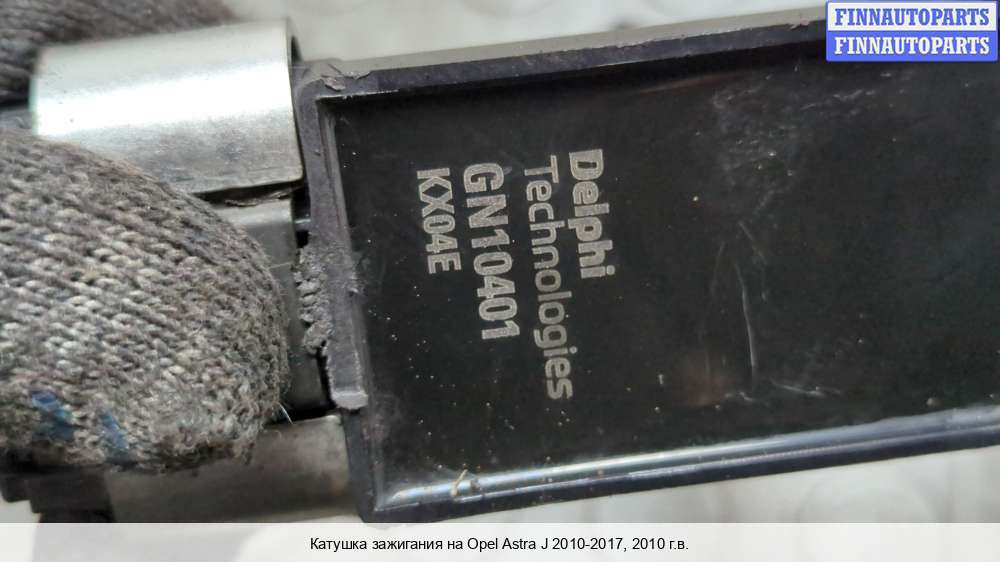 FINNAUTOPARTS
FINNAUTOPARTS
Delphi
Technologies
GN10401
KX04E
Катушка зажигания на Opel Astra J 2010-2017, 2010 г.в.